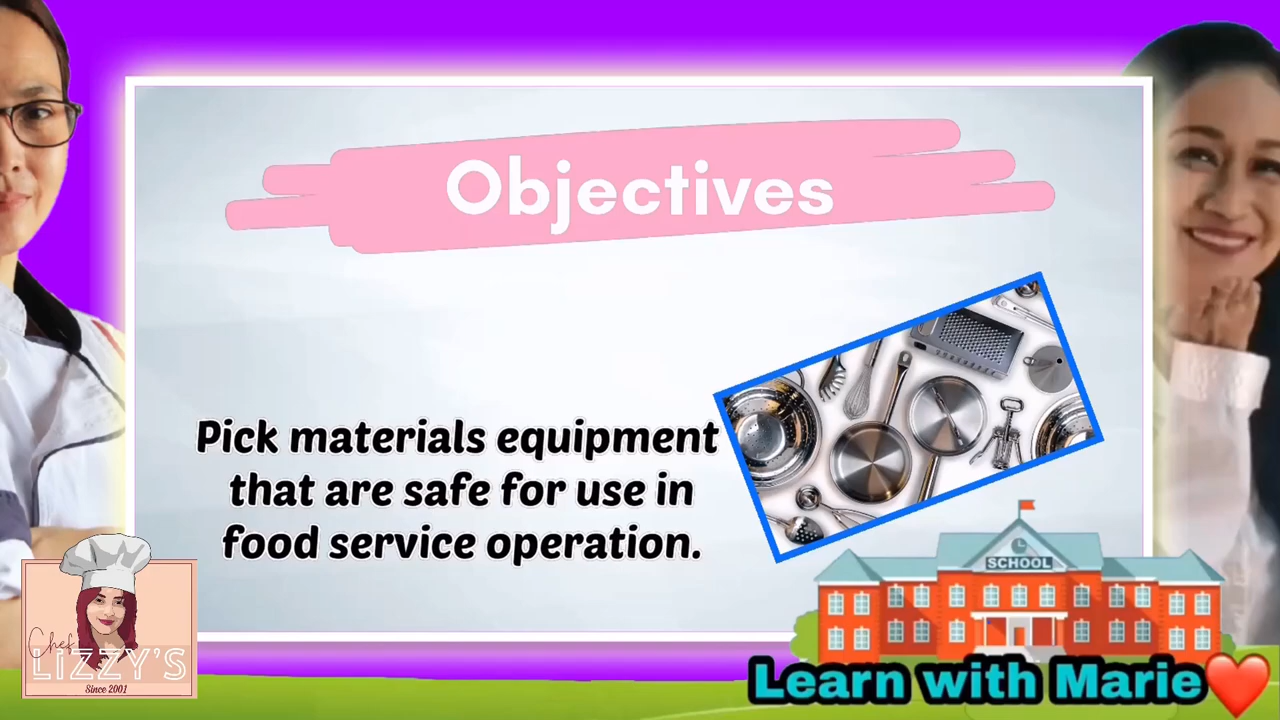 Objectives
Pick materials equipment
that are safe for use in
food service operation.
SCHOOL
Chef
LIZZY'S
Since 2001
Learn with Marie